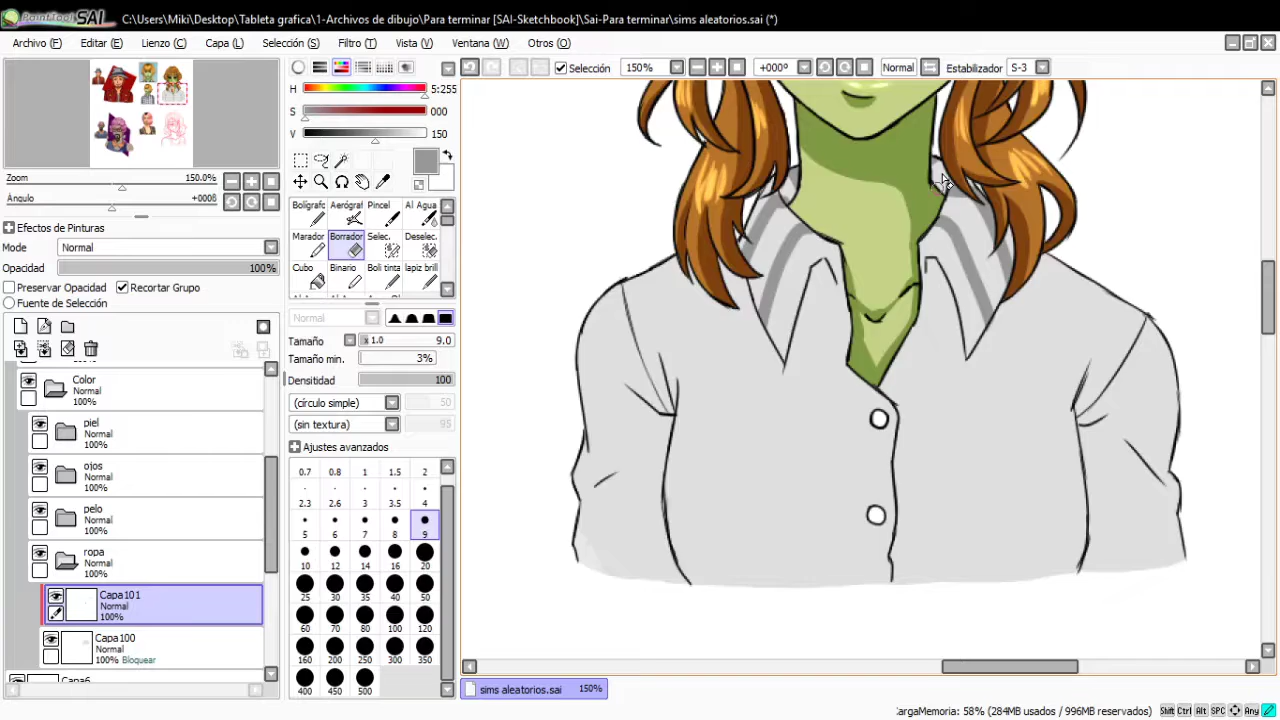 PaintTool SAI C:\Users\Miki\Desktop\Tableta grafica\1-Archivos de dibujo\Para terminar [SAI-Sketchbook]\Sai-Para terminar\sims aleatorios.sai (*)
Archivo (F) Editar (E) Lienzo (C) Capa (L) Selección (S) Filtro (T) Vista (V) Ventana (W) Otros (O)
Selección 150% +000º Normal Estabilizador S-3
H 5:255
S 000
V 150
Zoom 150.0%
Ángulo +000º
Efectos de Pinturas
Modo Normal
Opacidad 100%
Preservar Opacidad Recortar Grupo
Fuente de Selección
Color
Normal
100%
piel
Normal
100%
ojos
Normal
100%
pelo
Normal
100%
ropa
Normal
100%
Capa101
Normal
100%
Capa100
Normal
100% Bloquear
Capa6
Bolígrafo Aerógrafo Pincel Al Agua
Marador Borrador Selec. Deselec.
Cubo Binario Boli tinta lapiz brill
Normal
Tamaño x 1.0 9.0
Tamaño min. 3%
Densitidad 100
(círculo simple) 50
(sin textura) 95
Ajustes avanzados
0.7 0.8 1 1.5 2
2.3 2.6 3 3.5 4
5 6 7 8 9
10 12 14 16 20
25 30 35 40 50
60 70 80 100 120
160 200 250 300 350
400 450 500
sims aleatorios.sai 150%
CargaMemoria: 58% (284MB usados / 996MB reservados) Shift Ctrl Alt SPC Any